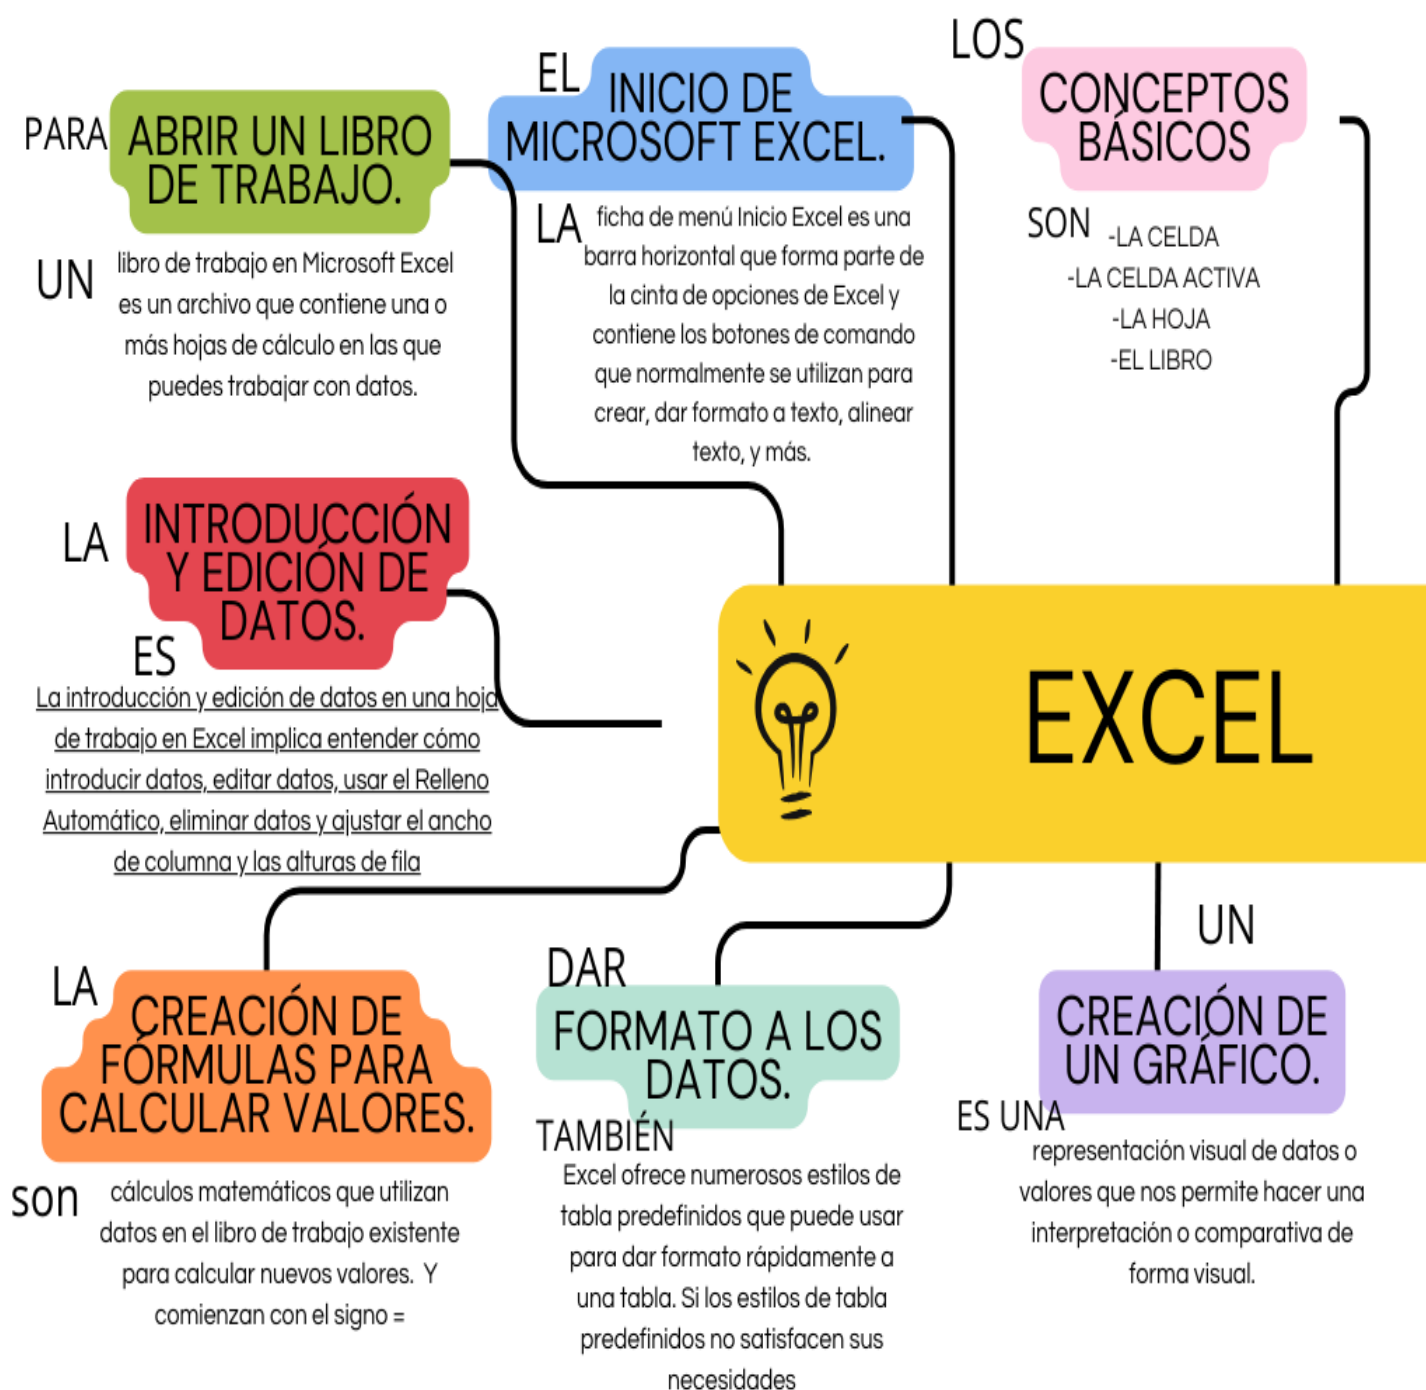 PARA
ABRIR UN LIBRO
DE TRABAJO.
UN
libro de trabajo en Microsoft Excel
es un archivo que contiene una o
más hojas de cálculo en las que
puedes trabajar con datos.
EL
INICIO DE
MICROSOFT EXCEL.
LA
ficha de menú Inicio Excel es una
barra horizontal que forma parte de
la cinta de opciones de Excel y
contiene los botones de comando
que normalmente se utilizan para
crear, dar formato a texto, alinear
texto, y más.
LOS
CONCEPTOS
BÁSICOS
SON
-LA CELDA
-LA CELDA ACTIVA
-LA HOJA
-EL LIBRO
LA
INTRODUCCIÓN
Y EDICIÓN DE
DATOS.
ES
La introducción y edición de datos en una hoja
de trabajo en Excel implica entender cómo
introducir datos, editar datos, usar el Relleno
Automático, eliminar datos y ajustar el ancho
de columna y las alturas de fila
EXCEL
LA
CREACIÓN DE
FÓRMULAS PARA
CALCULAR VALORES.
son
cálculos matemáticos que utilizan
datos en el libro de trabajo existente
para calcular nuevos valores. Y
comienzan con el signo =
DAR
FORMATO A LOS
DATOS.
TAMBIÉN
Excel ofrece numerosos estilos de
tabla predefinidos que puede usar
para dar formato rápidamente a
una tabla. Si los estilos de tabla
predefinidos no satisfacen sus
necesidades
UN
CREACIÓN DE
UN GRÁFICO.
ES UNA
representación visual de datos o
valores que nos permite hacer una
interpretación o comparativa de
forma visual.